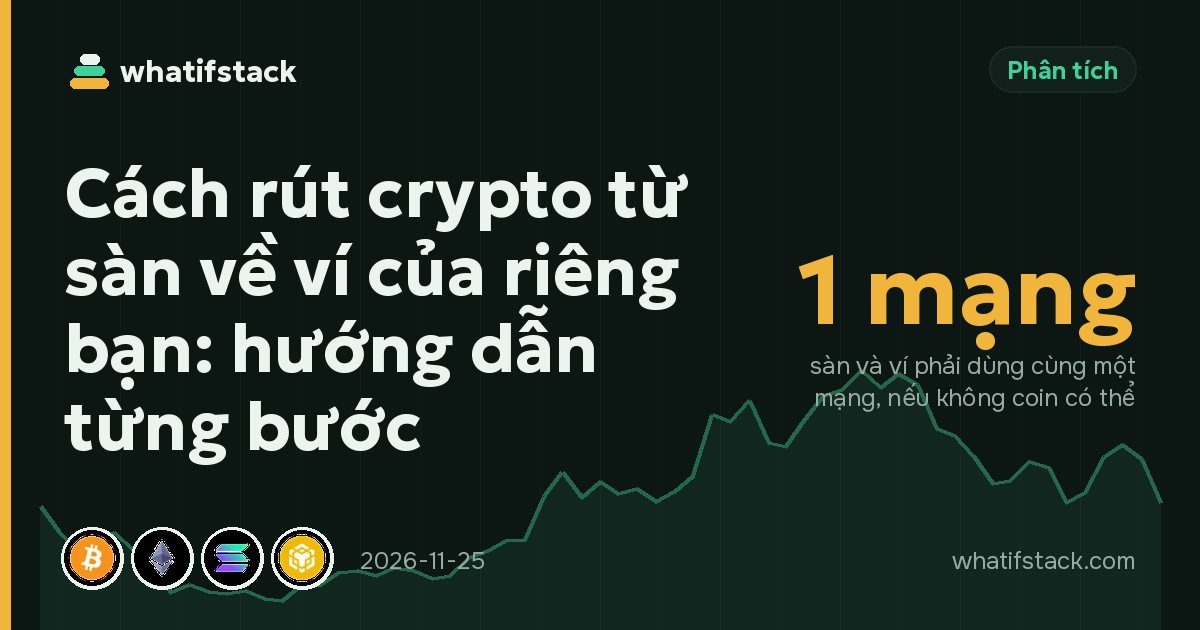 whatifstack
Phân tích
Cách rút crypto từ
sàn về ví của riêng
bạn: hướng dẫn
từng bước
1 mạng
sàn và ví phải dùng cùng một
mạng, nếu không coin có thể
2026-11-25
whatifstack.com